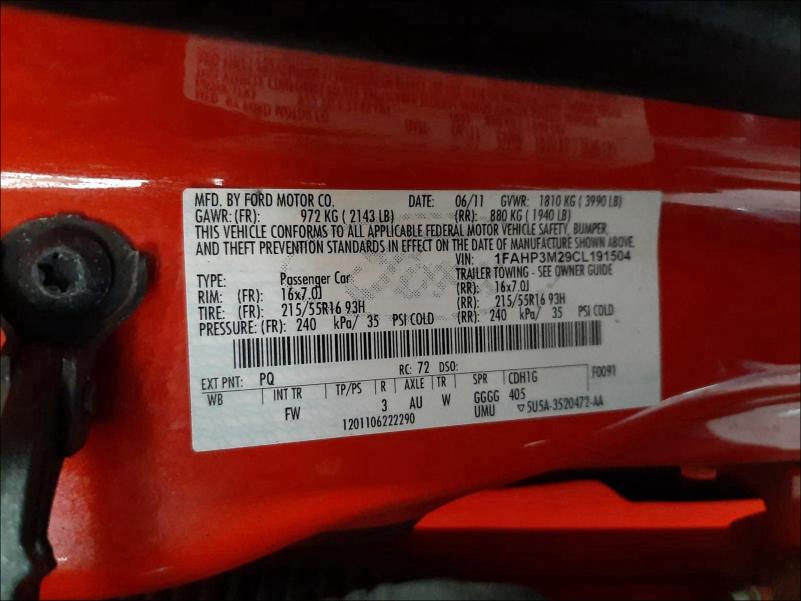 MFD. BY FORD MOTOR CO. DATE: 06/11 GVWR: 1810 KG ( 3990 LB)
GAWR: (FR): 972 KG ( 2143 LB) (RR): 880 KG ( 1940 LB)
THIS VEHICLE CONFORMS TO ALL APPLICABLE FEDERAL MOTOR VEHICLE SAFETY, BUMPER,
AND THEFT PREVENTION STANDARDS IN EFFECT ON THE DATE OF MANUFACTURE SHOWN ABOVE.
VIN: 1FAHP3M29CL191504
TYPE: Passenger Car TRAILER TOWING - SEE OWNER GUIDE
RIM: (FR): 16x7.0J (RR): 16x7.0J
TIRE: (FR): 215/55R16 93H (RR): 215/55R16 93H
PRESSURE: (FR): 240 kPa/ 35 PSI COLD (RR): 240 kPa/ 35 PSI COLD
EXT PNT: PQ RC: 72 DSO: F0091
WB INT TR TP/PS R AXLE TR SPR CDH1G
FW 3 AU W GGGG 405
1201106222290 UMU ▽5U5A-3520472-AA